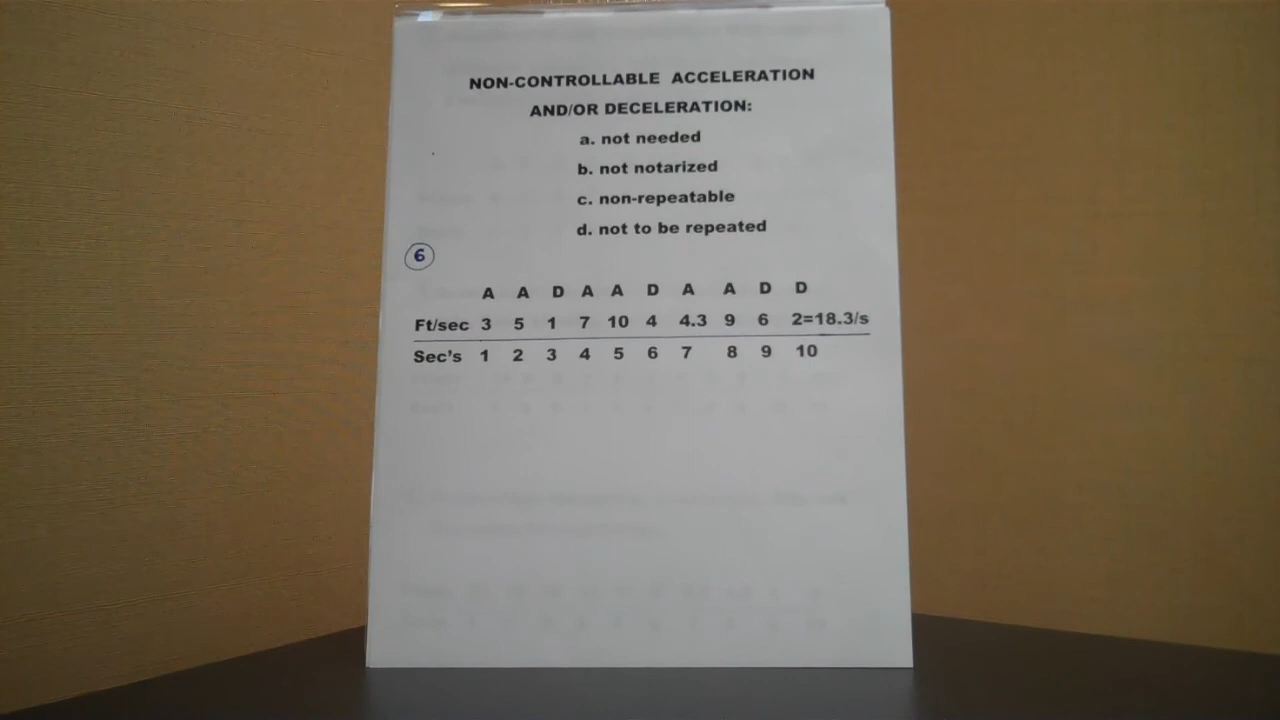 NON-CONTROLLABLE ACCELERATION
AND/OR DECELERATION:
a. not needed
b. not notarized
c. non-repeatable
d. not to be repeated
6
A A D A A D A A D D
Ft/sec 3 5 1 7 10 4 4.3 9 6 2=18.3/s
Sec's 1 2 3 4 5 6 7 8 9 10